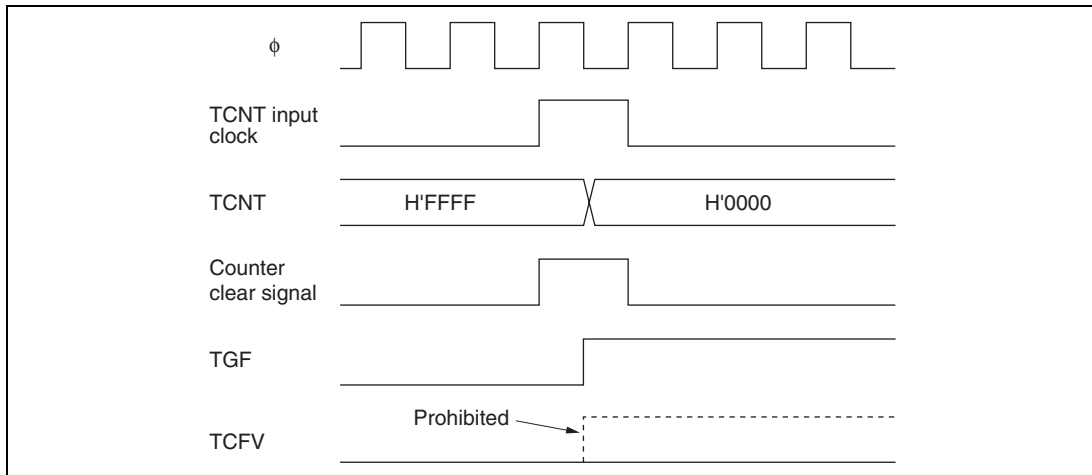 ϕ
TCNT input
clock
TCNT
H'FFFF
H'0000
Counter
clear signal
TGF
Prohibited
TCFV